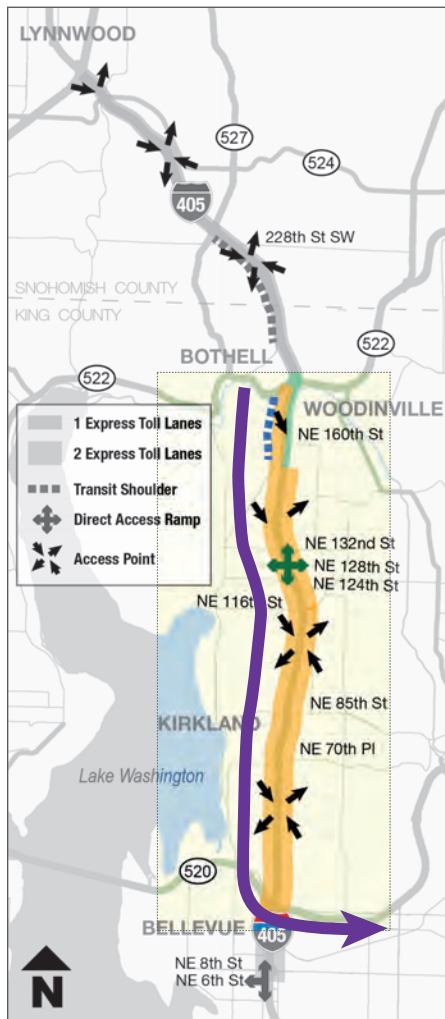 LYNNWOOD
527
524
405
228th St SW
SNOHOMISH COUNTY
KING COUNTY
BOTHELL
522
522
WOODINVILLE
1 Express Toll Lanes
2 Express Toll Lanes
Transit Shoulder
Direct Access Ramp
Access Point
NE 160th St
NE 132nd St
NE 128th St
NE 124th St
NE 116th St
NE 85th St
KIRKLAND
NE 70th Pl
Lake Washington
520
BELLEVUE
405
NE 8th St
NE 6th St
N